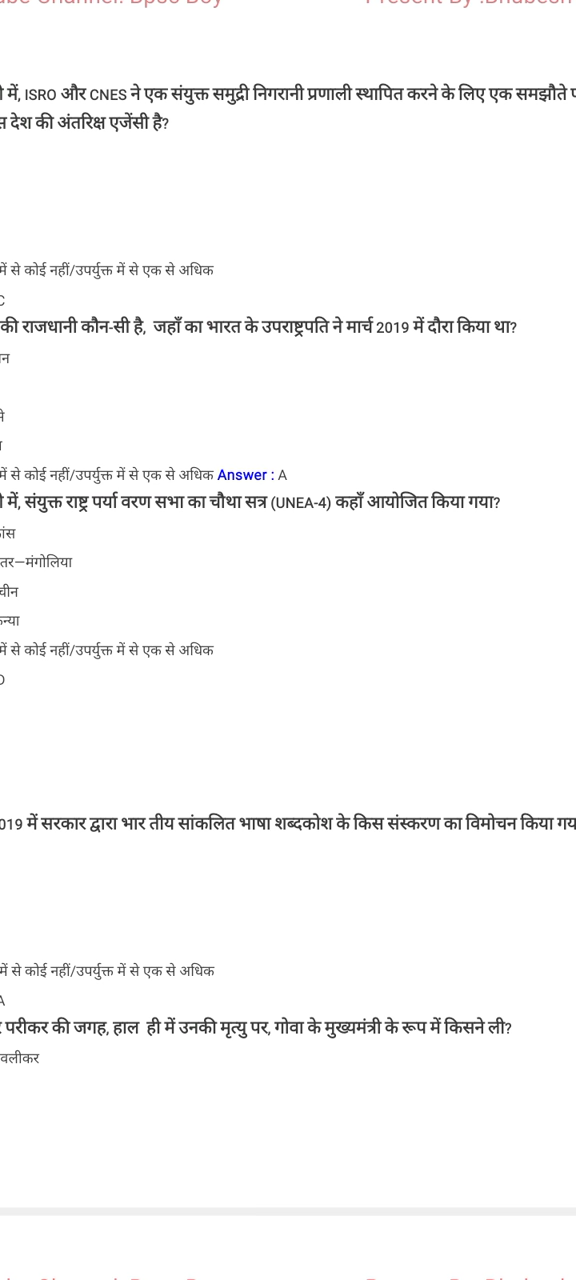 में, ISRO और CNES ने एक संयुक्त समुद्री निगरानी प्रणाली स्थापित करने के लिए एक समझौते
देश की अंतरिक्ष एजेंसी है?
में से कोई नहीं/उपर्युक्त में से एक से अधिक
C
की राजधानी कौन-सी है, जहाँ का भारत के उपराष्ट्रपति ने मार्च 2019 में दौरा किया था?
में से कोई नहीं/उपर्युक्त में से एक से अधिक Answer : A
में, संयुक्त राष्ट्र पर्या वरण सभा का चौथा सत्र (UNEA-4) कहाँ आयोजित किया गया?
तर–मंगोलिया
चीन
में से कोई नहीं/उपर्युक्त में से एक से अधिक
D
019 में सरकार द्वारा भार तीय सांकलित भाषा शब्दकोश के किस संस्करण का विमोचन किया गय
में से कोई नहीं/उपर्युक्त में से एक से अधिक
A
परीकर की जगह, हाल ही में उनकी मृत्यु पर, गोवा के मुख्यमंत्री के रूप में किसने ली?
वलीकर